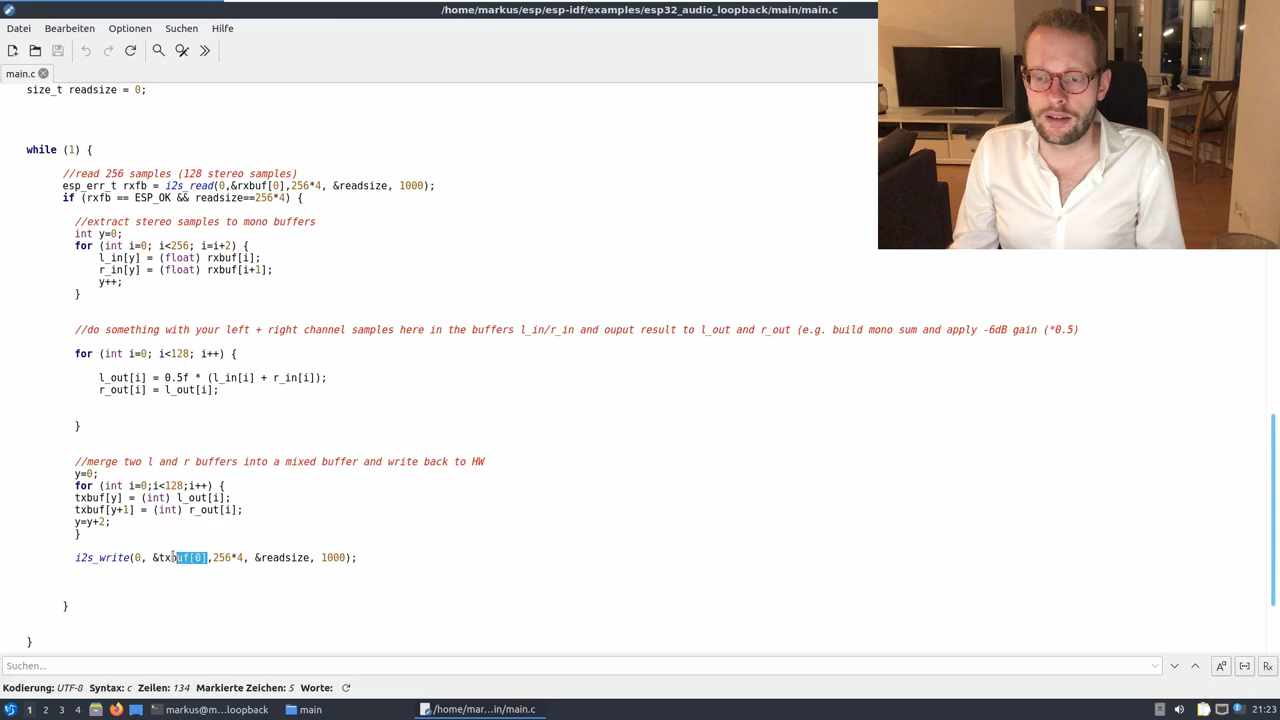 /home/markus/esp/esp-idf/examples/esp32_audio_loopback/main/main.c
Datei Bearbeiten Optionen Suchen Hilfe
main.c
size_t readsize = 0;
while (1) {
//read 256 samples (128 stereo samples)
esp_err_t rxfb = i2s_read(0,&rxbuf[0],256*4, &readsize, 1000);
if (rxfb == ESP_OK && readsize==256*4) {
//extract stereo samples to mono buffers
int y=0;
for (int i=0; i<256; i=i+2) {
l_in[y] = (float) rxbuf[i];
r_in[y] = (float) rxbuf[i+1];
y++;
}
//do something with your left + right channel samples here in the buffers l_in/r_in and ouput result to l_out and r_out (e.g. build mono sum and apply -6dB gain (*0.5)
for (int i=0; i<128; i++) {
l_out[i] = 0.5f * (l_in[i] + r_in[i]);
r_out[i] = l_out[i];
}
//merge two l and r buffers into a mixed buffer and write back to HW
y=0;
for (int i=0;i<128;i++) {
txbuf[y] = (int) l_out[i];
txbuf[y+1] = (int) r_out[i];
y=y+2;
}
i2s_write(0, &txbuf[0],256*4, &readsize, 1000);
}
}
Suchen...
Kodierung: UTF-8 Syntax: c Zeilen: 134 Markierte Zeichen: 5 Worte:
1 2 3 4 markus@m...loopback main /home/mar...in/main.c 21:23